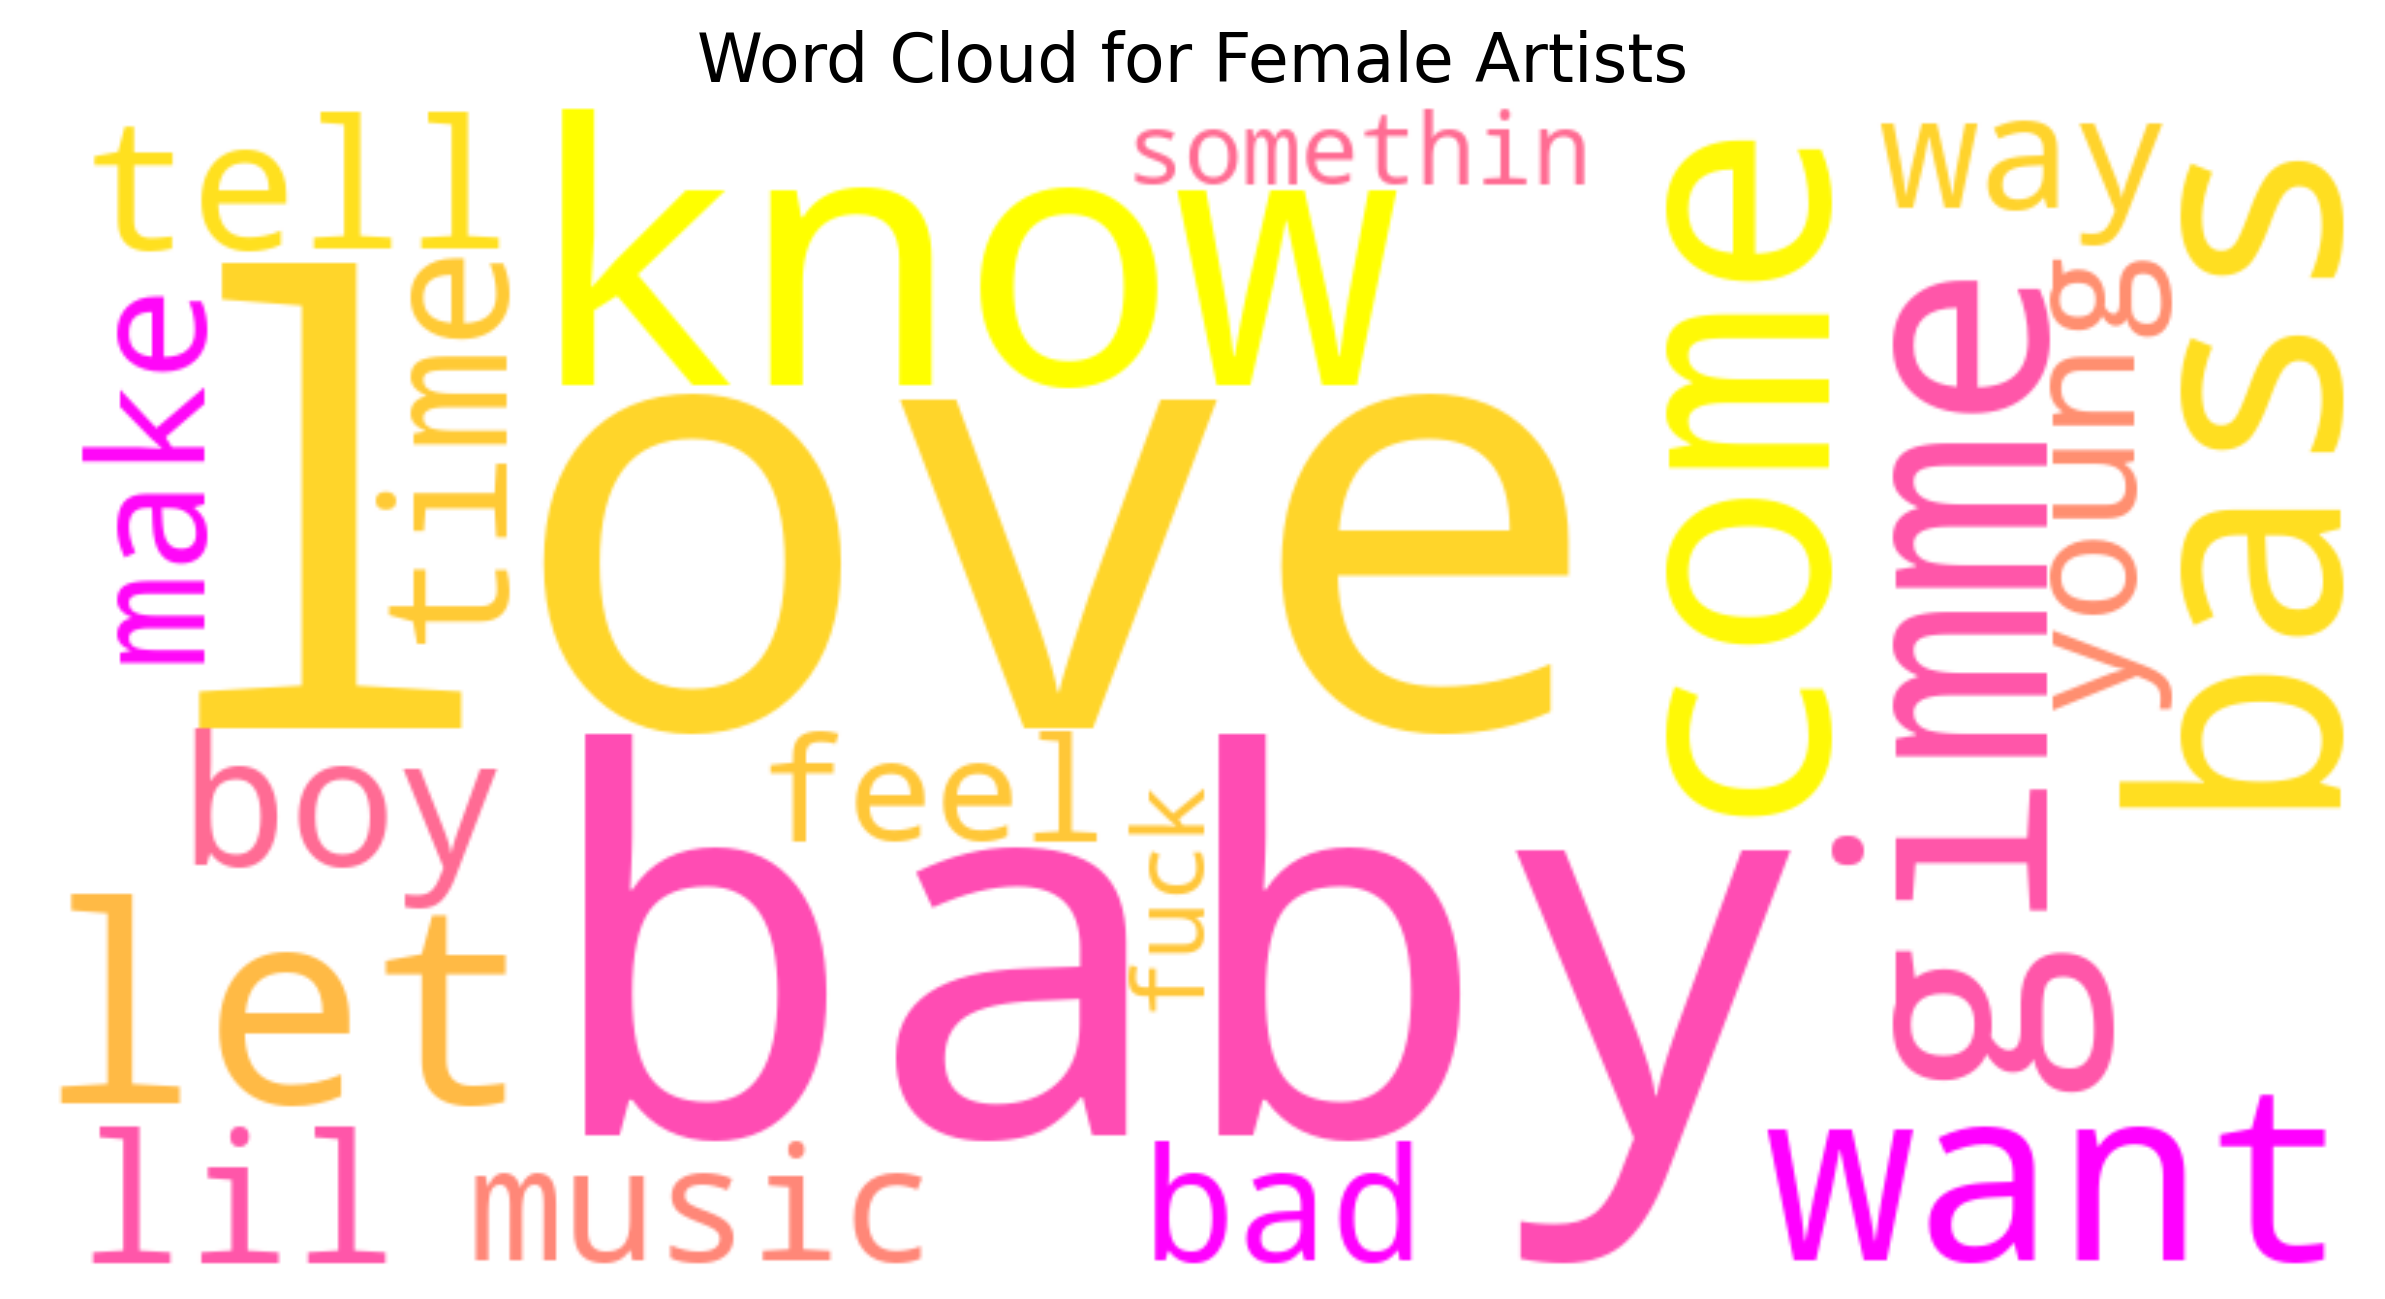 Word Cloud for Female Artists
tell
know
somethin
come
way
bass
make
time
love
gimme
young
boy
feel
fuck
baby
let
lil
music
bad
want